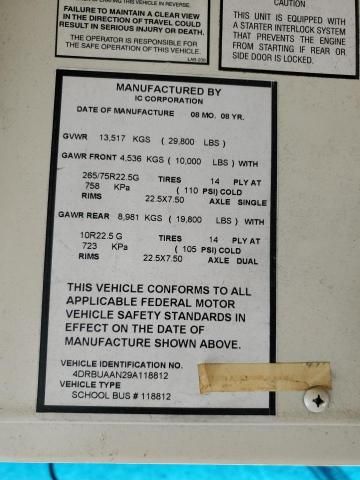 FAILURE TO MAINTAIN A CLEAR VIEW
IN THE DIRECTION OF TRAVEL COULD
RESULT IN SERIOUS INJURY OR DEATH.
THE OPERATOR IS RESPONSIBLE FOR
THE SAFE OPERATION OF THIS VEHICLE.
CAUTION
THIS UNIT IS EQUIPPED WITH
A STARTER INTERLOCK SYSTEM
THAT PREVENTS THE ENGINE
FROM STARTING IF REAR OR
SIDE DOOR IS LOCKED.
MANUFACTURED BY
IC CORPORATION
DATE OF MANUFACTURE 08 MO. 08 YR.
GVWR 13,517 KGS ( 29,800 LBS )
GAWR FRONT 4,536 KGS ( 10,000 LBS ) WITH
265/75R22.5G TIRES 14 PLY AT
758 KPa ( 110 PSI) COLD
RIMS 22.5X7.50 AXLE SINGLE
GAWR REAR 8,981 KGS ( 19,800 LBS ) WITH
10R22.5 G TIRES 14 PLY AT
723 KPa ( 105 PSI) COLD
RIMS 22.5X7.50 AXLE DUAL
THIS VEHICLE CONFORMS TO ALL
APPLICABLE FEDERAL MOTOR
VEHICLE SAFETY STANDARDS IN
EFFECT ON THE DATE OF
MANUFACTURE SHOWN ABOVE.
VEHICLE IDENTIFICATION NO.
4DRBUAAN29A118812
VEHICLE TYPE
SCHOOL BUS # 118812